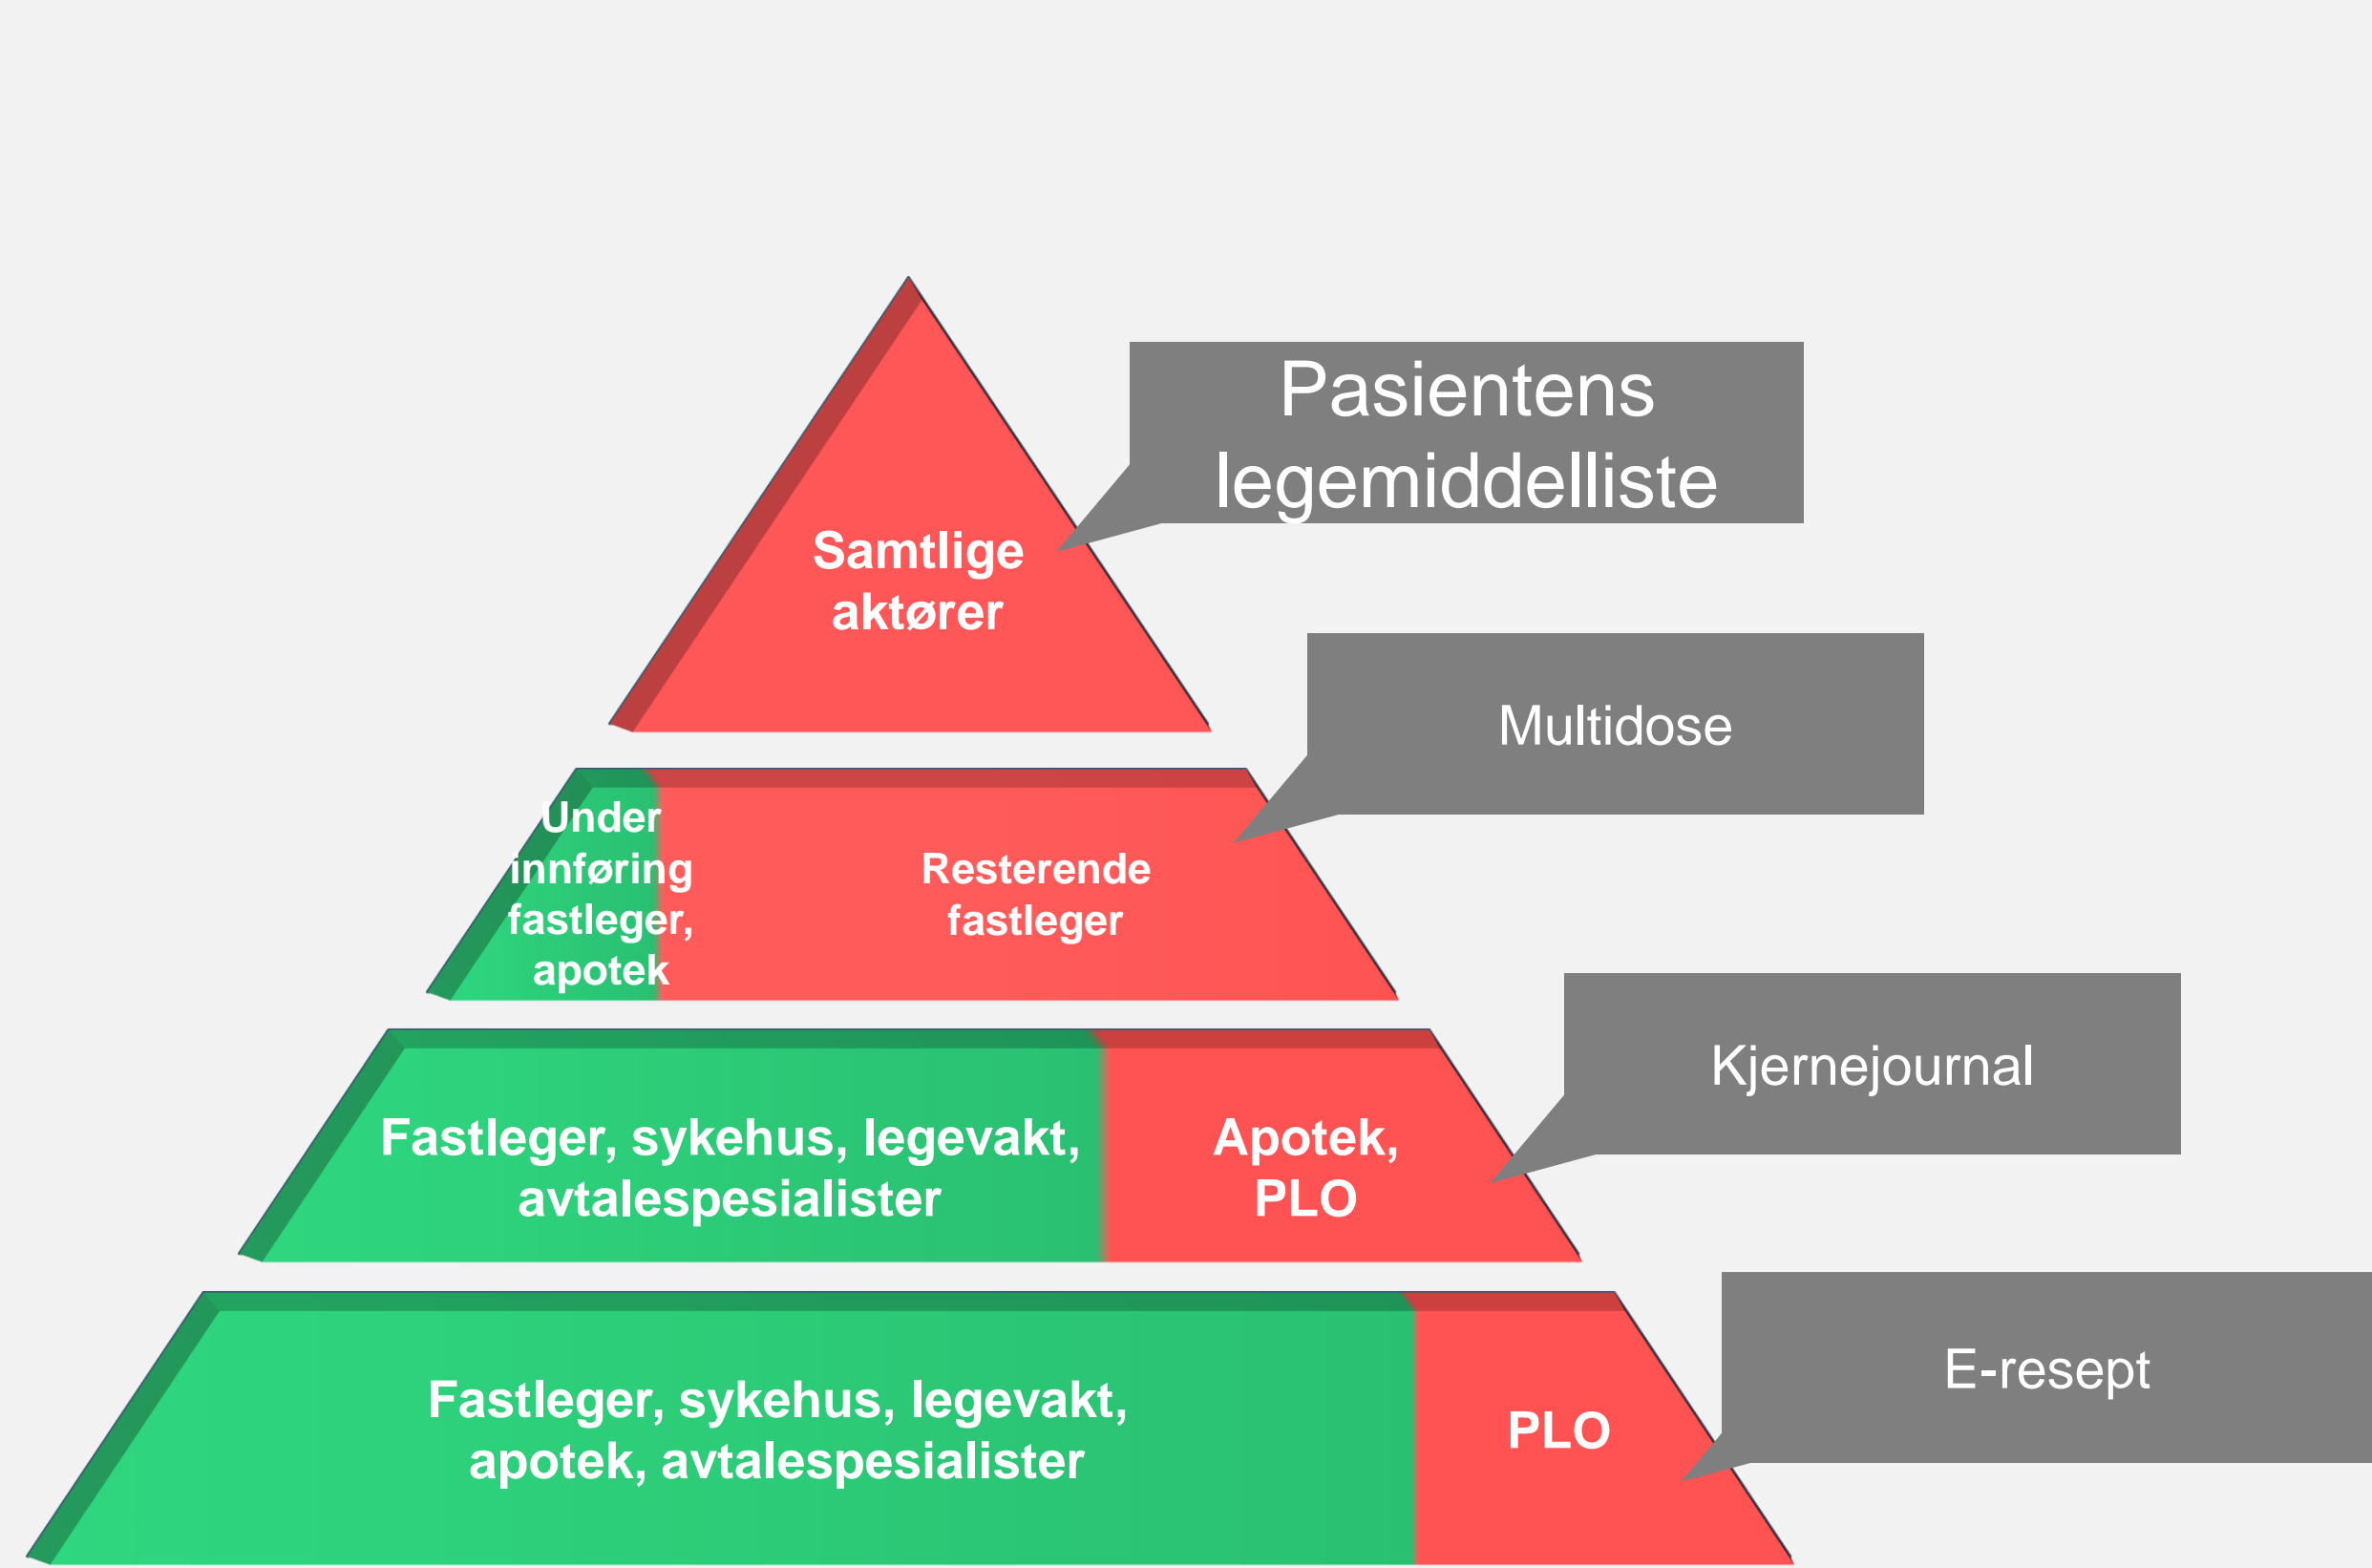 Pasientens
legemiddelliste
Samtlige
aktører
Multidose
Under
innføring
fastleger,
apotek
Resterende
fastleger
Kjernejournal
Fastleger, sykehus, legevakt,
avtalespesialister
Apotek,
PLO
E-resept
Fastleger, sykehus, legevakt,
apotek, avtalespesialister
PLO